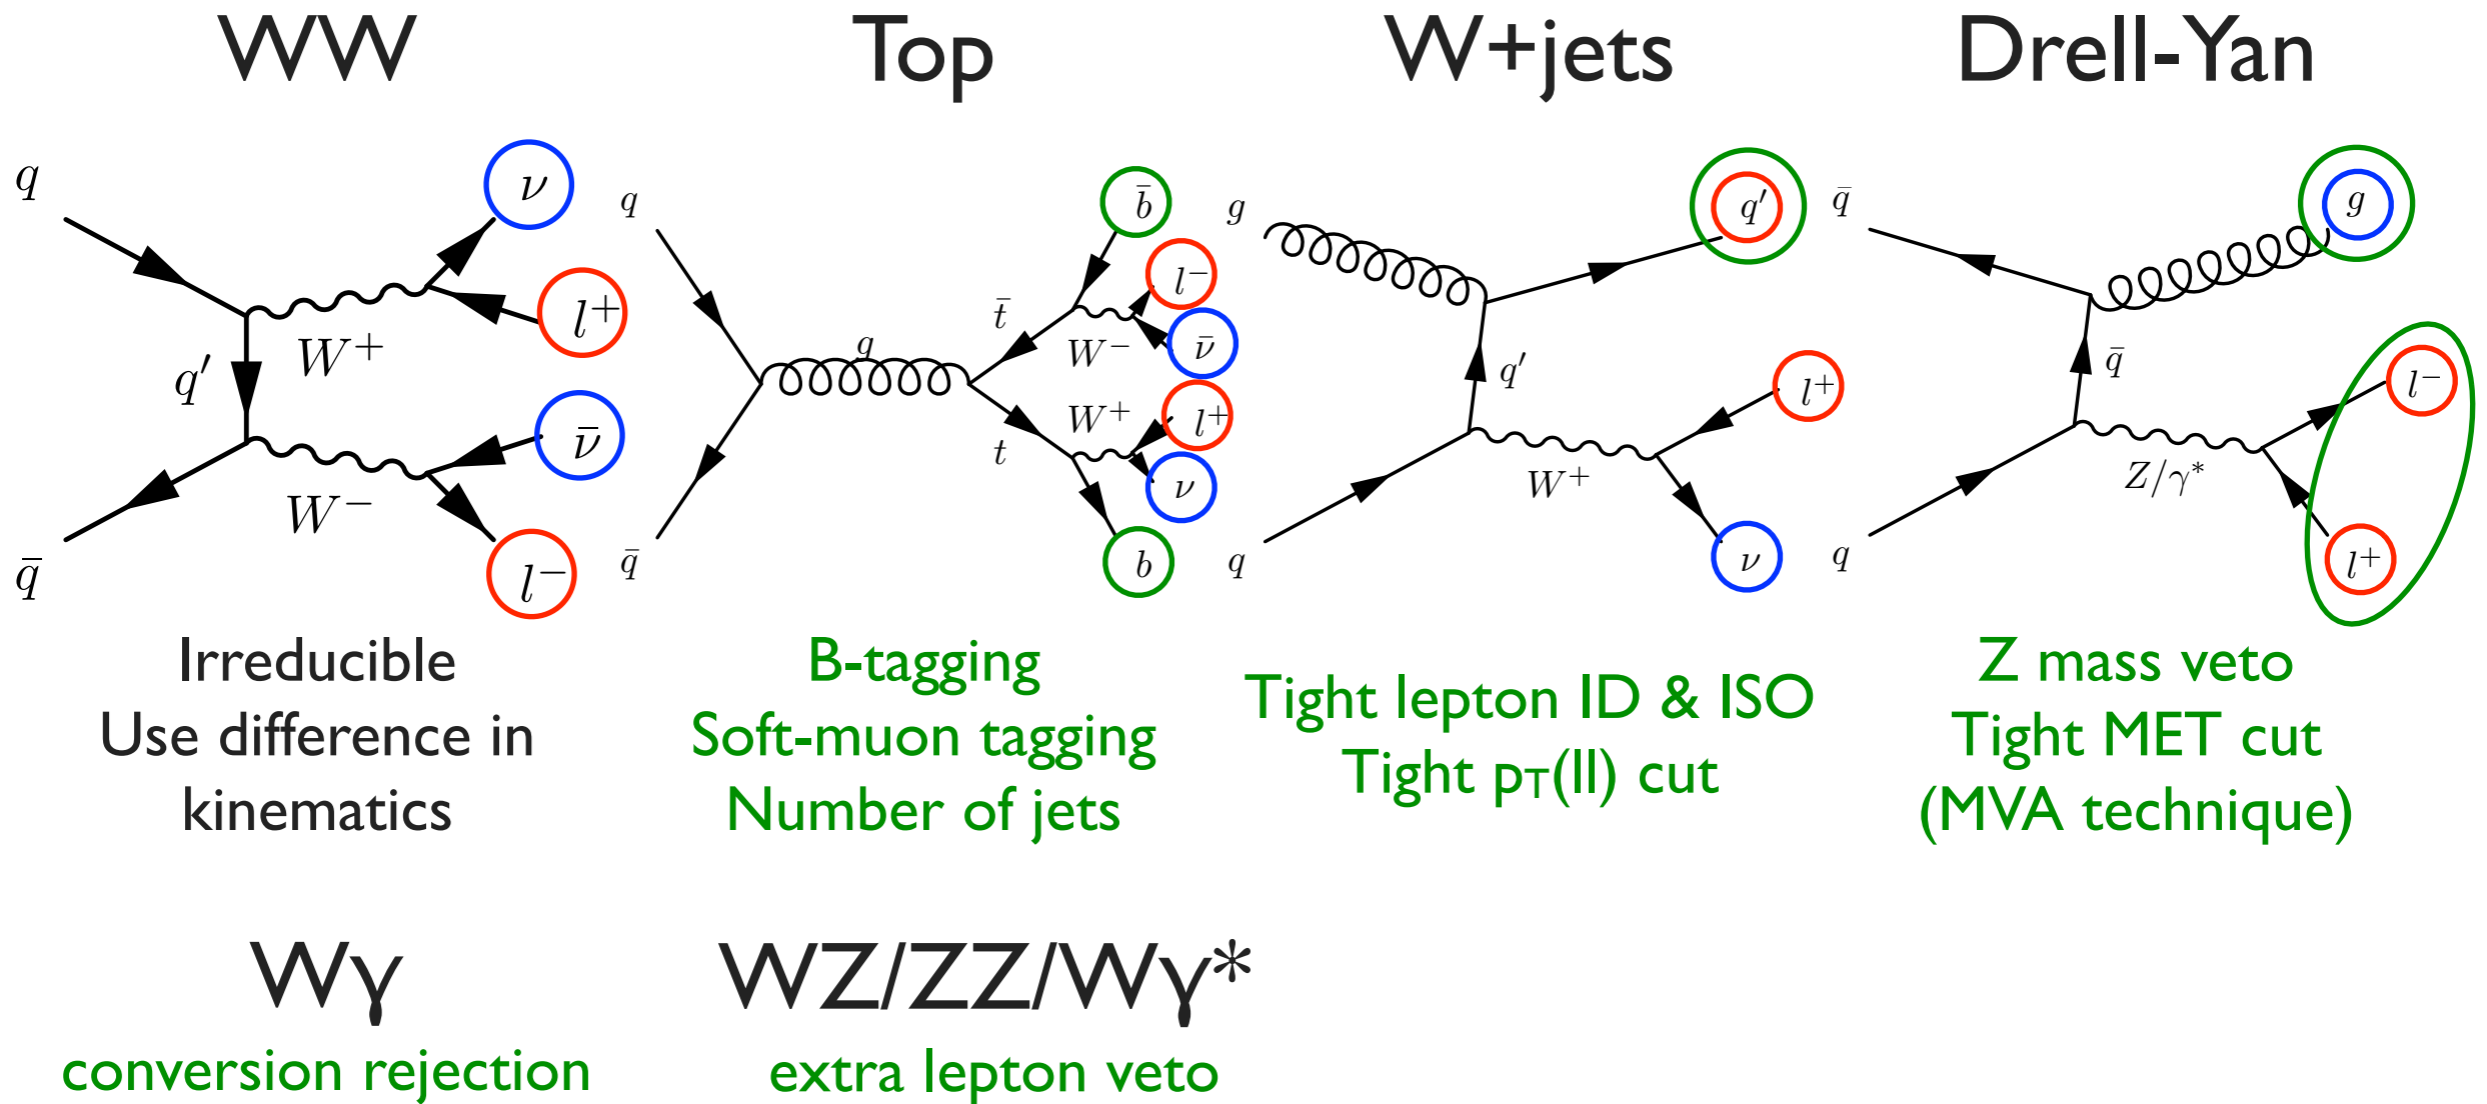 WW
Top
W+jets
Drell-Yan
q
q′
q̄
W⁺
W⁻
ν
l⁺
ν̄
l⁻
q
q̄
g
t̄
t
b̄
l⁻
ν̄
W⁻
W⁺
l⁺
ν
b
g
q
q′
q′
W⁺
l⁺
ν
q̄
q
g
q̄
Z/γ*
l⁻
l⁺
Irreducible
Use difference in
kinematics
B-tagging
Soft-muon tagging
Number of jets
Tight lepton ID & ISO
Tight pT(ll) cut
Z mass veto
Tight MET cut
(MVA technique)
Wγ
conversion rejection
WZ/ZZ/Wγ*
extra lepton veto